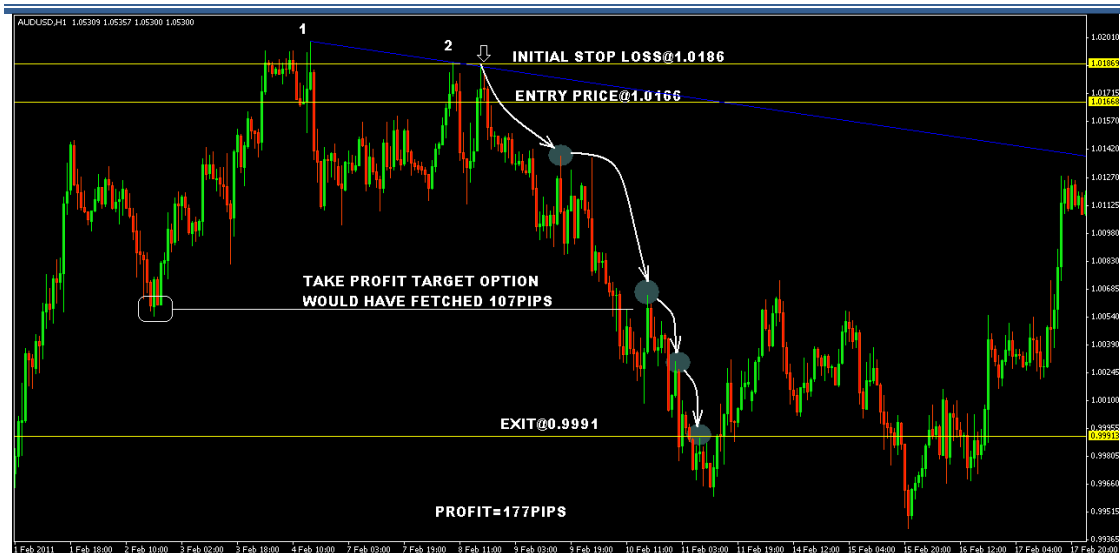 AUDUSD,H1 1.05309 1.05357 1.05300 1.05300
1
2
INITIAL STOP LOSS@1.0186
ENTRY PRICE@1.0166
TAKE PROFIT TARGET OPTION
WOULD HAVE FETCHED 107PIPS
EXIT@0.9991
PROFIT=177PIPS
1.02010
1.01869
1.01715
1.01668
1.01570
1.01420
1.01270
1.01125
1.00980
1.00830
1.00685
1.00540
1.00390
1.00245
1.00100
0.99955
0.99913
0.99805
0.99660
0.99515
0.99365
1 Feb 2011
1 Feb 18:00
2 Feb 10:00
3 Feb 02:00
3 Feb 18:00
4 Feb 10:00
7 Feb 03:00
7 Feb 19:00
8 Feb 11:00
9 Feb 03:00
9 Feb 19:00
10 Feb 11:00
11 Feb 03:00
11 Feb 19:00
14 Feb 12:00
15 Feb 04:00
15 Feb 20:00
16 Feb 12:00
17 Feb 04:00
17 Feb 20:00